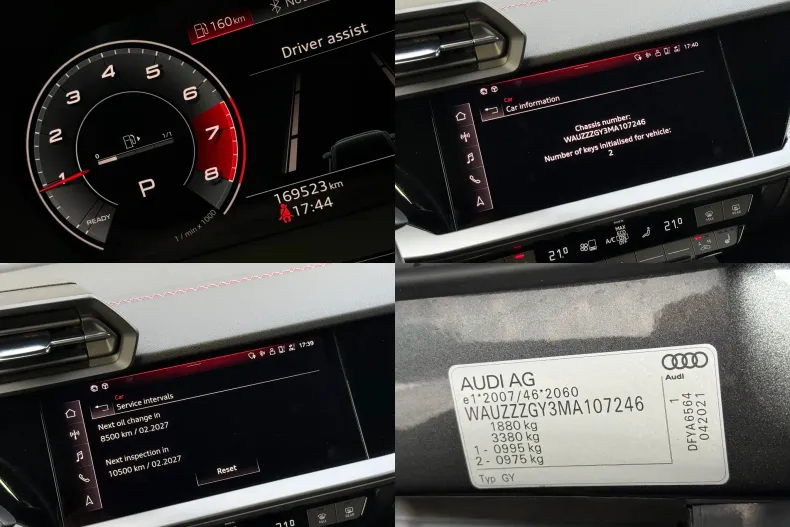 160km
Driver assist
1
2
3
4
5
6
7
8
0
1/1
P
READY
1/min x 1000
169523 km
17:44
17:40
Car
Car information
Chassis number:
WAUZZZGY3MA107246
Number of keys initialised for vehicle:
2
21.0
MAX
ECO
A/C
21.0
17:39
Car
Service intervals
Next oil change in
8500 km / 02.2027
Next inspection in
10500 km / 02.2027
Reset
21.0
AUDI AG
e1*2007/46*2060
WAUZZZGY3MA107246
1880 kg
3380 kg
1 - 0995 kg
2 - 0975 kg
Typ GY
Audi
1
DFYA6564
042021